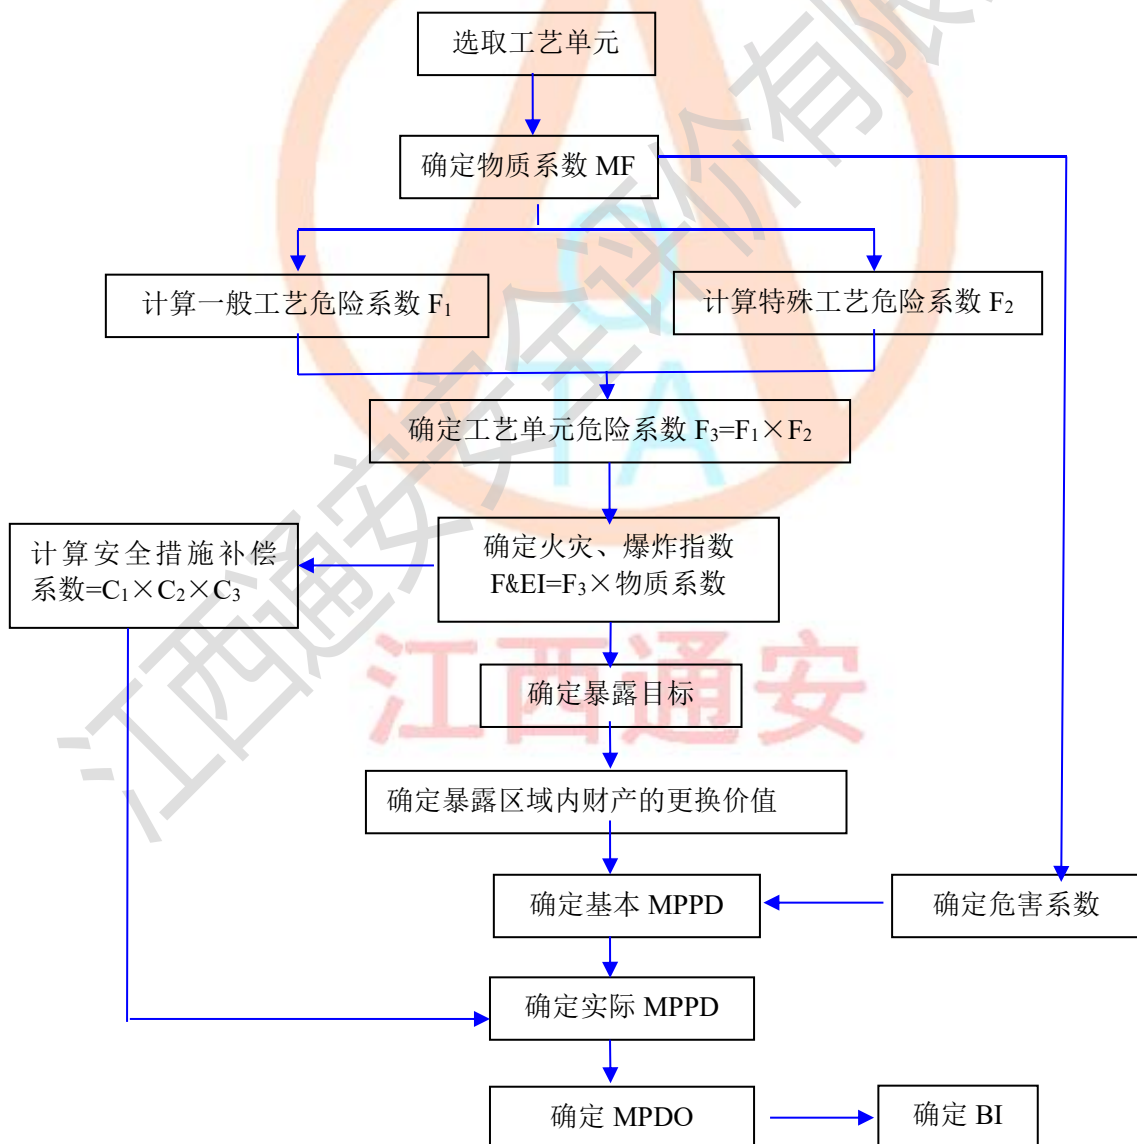 选取工艺单元
确定物质系数 MF
计算一般工艺危险系数 F₁
计算特殊工艺危险系数 F₂
确定工艺单元危险系数 F₃=F₁×F₂
计算安全措施补偿
系数=C₁×C₂×C₃
确定火灾、爆炸指数
F&EI=F₃×物质系数
确定暴露目标
确定暴露区域内财产的更换价值
确定基本 MPPD
确定危害系数
确定实际 MPPD
确定 MPDO
确定 BI
江西通安安全评价有限
Q
TA
江西通安